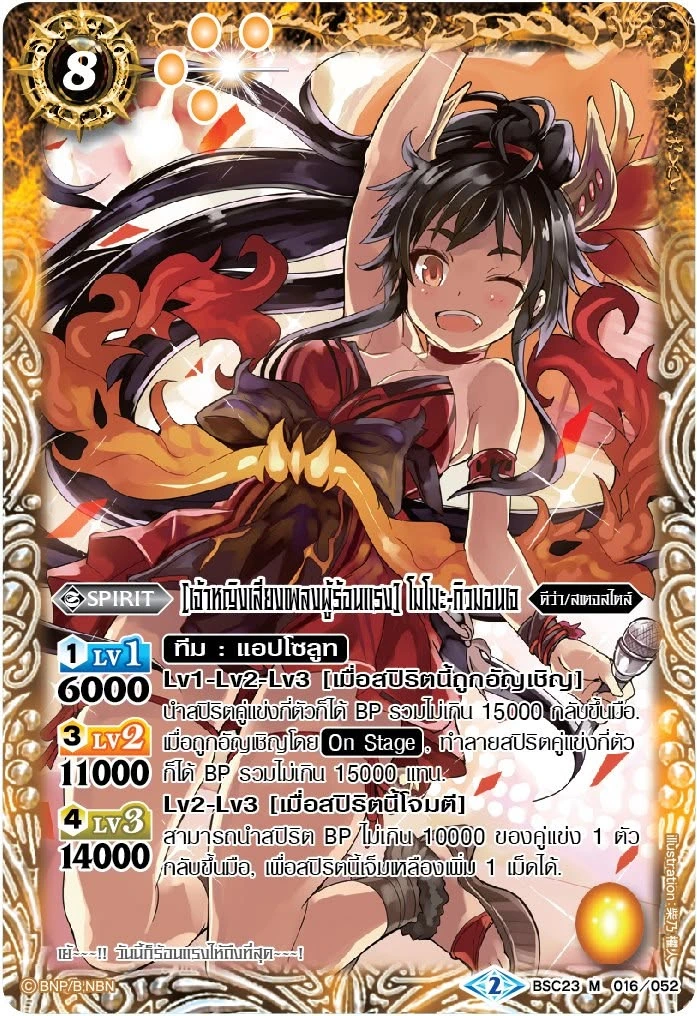 8
SPIRIT
[เจ้าหญิงเสียงเพลงผู้ร้อนแรง] โมโมะ-กิวมอนเอ
ดีว่า/สเตจสไตล์
1 LV1
6000
3 LV2
11000
4 LV3
14000
ทีม : แอปโซลูท
Lv1-Lv2-Lv3 [เมื่อสปิริตนี้ถูกอัญเชิญ]
นำสปิริตคู่แข่งกี่ตัวก็ได้ BP รวมไม่เกิน 15000 กลับขึ้นมือ.
เมื่อถูกอัญเชิญโดย On Stage , ทำลายสปิริตคู่แข่งกี่ตัว
ก็ได้ BP รวมไม่เกิน 15000 แทน.
Lv2-Lv3 [เมื่อสปิริตนี้โจมตี]
สามารถนำสปิริต BP ไม่เกิน 10000 ของคู่แข่ง 1 ตัว
กลับขึ้นมือ, เพื่อสปิริตนี้เจ็มเหลืองเพิ่ม 1 เม็ดได้.
เย้~~~!! วันนี้ก็ร้อนแรงให้ถึงที่สุด~~~!
illustration:柴乃櫂人
©BNP/B:NBN
2
BSC23 M 016/052